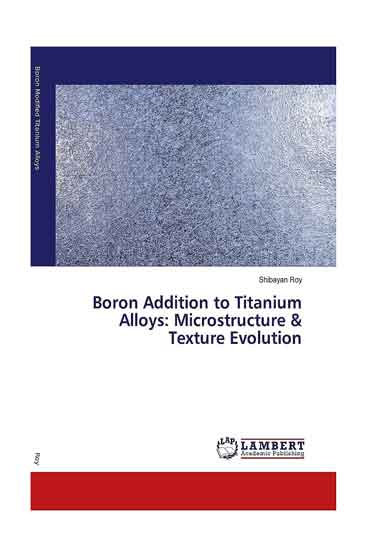 Boron Modified Titanium Alloys
Shibayan Roy
Boron Addition to Titanium
Alloys: Microstructure &
Texture Evolution
LAP
LAMBERT
Academic Publishing
Roy